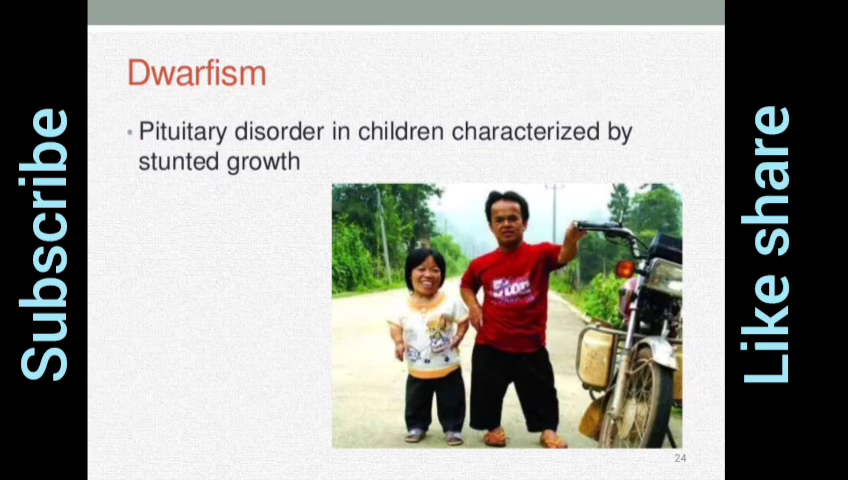 Subscribe
Dwarfism
• Pituitary disorder in children characterized by
stunted growth
24
Like share